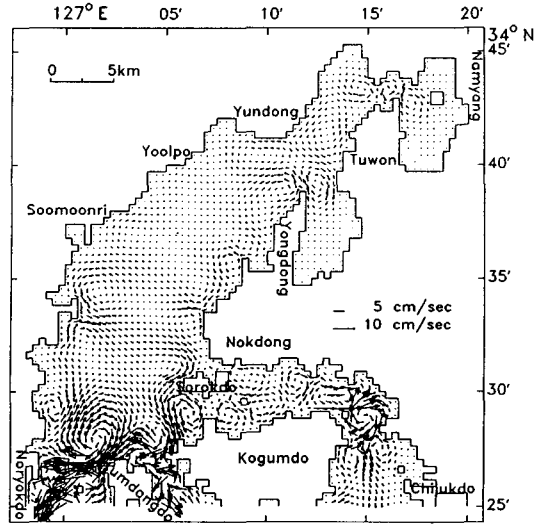 127° E 05′ 10′ 15′ 20′
34° N
45′
0 5km
Namyang
Yundong
Yoolpo
Tuwon
40′
Soomoonri
Yongdong
35′
5 cm/sec
10 cm/sec
Nokdong
Sorokdo
30′
Kogumdo
Noryokdo
Chijukdo
25′